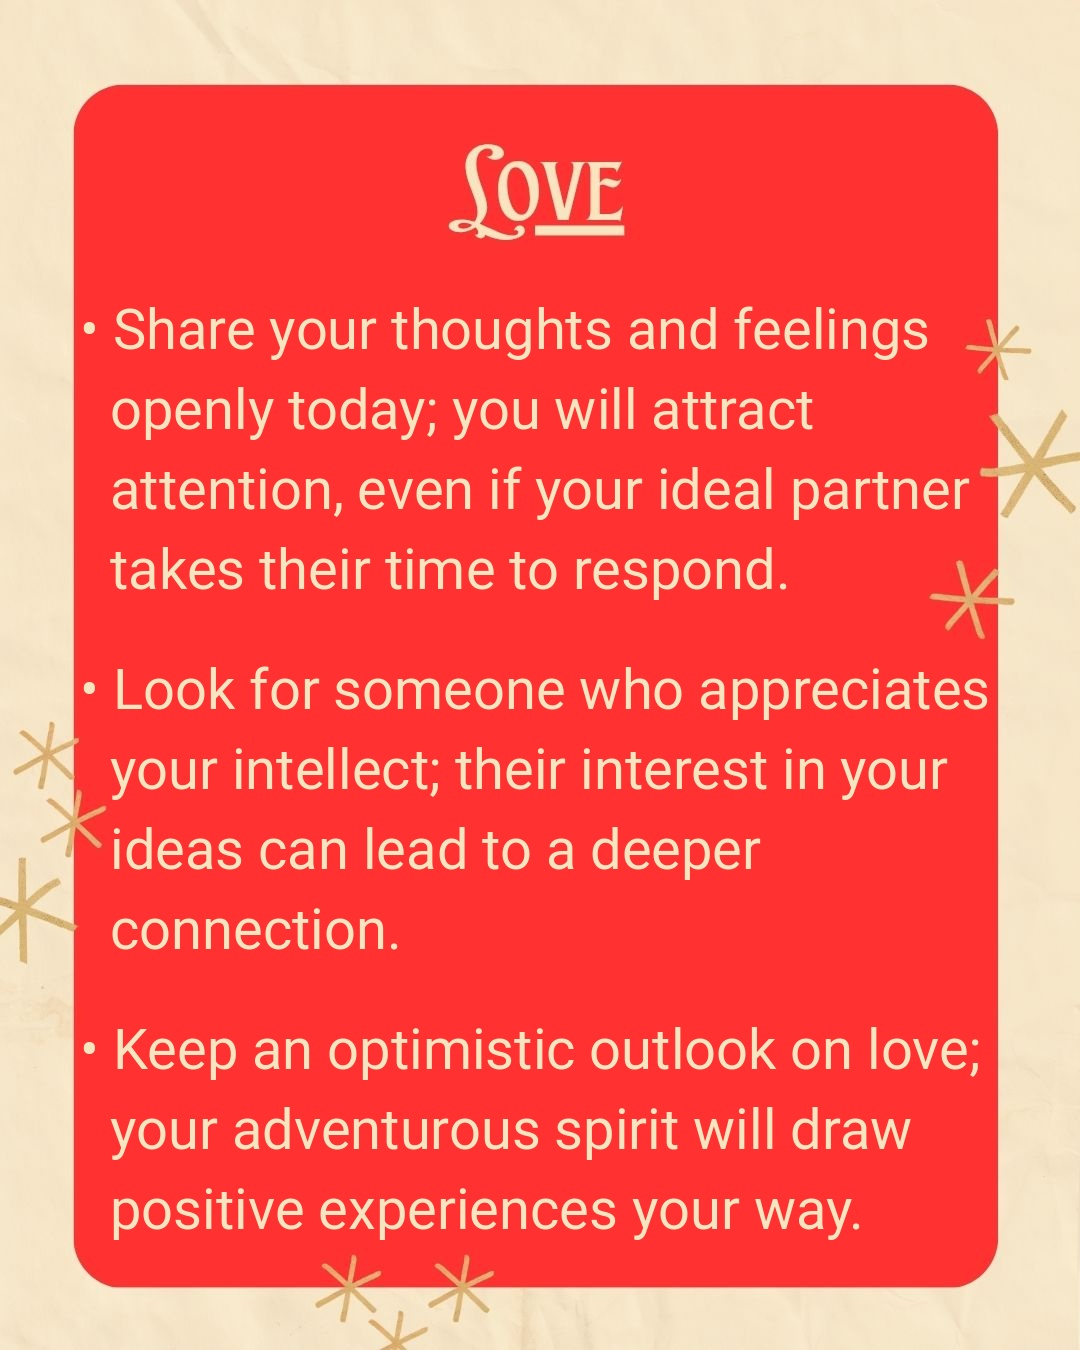 Love
• Share your thoughts and feelings
openly today; you will attract
attention, even if your ideal partner
takes their time to respond.
• Look for someone who appreciates
your intellect; their interest in your
ideas can lead to a deeper
connection.
• Keep an optimistic outlook on love;
your adventurous spirit will draw
positive experiences your way.